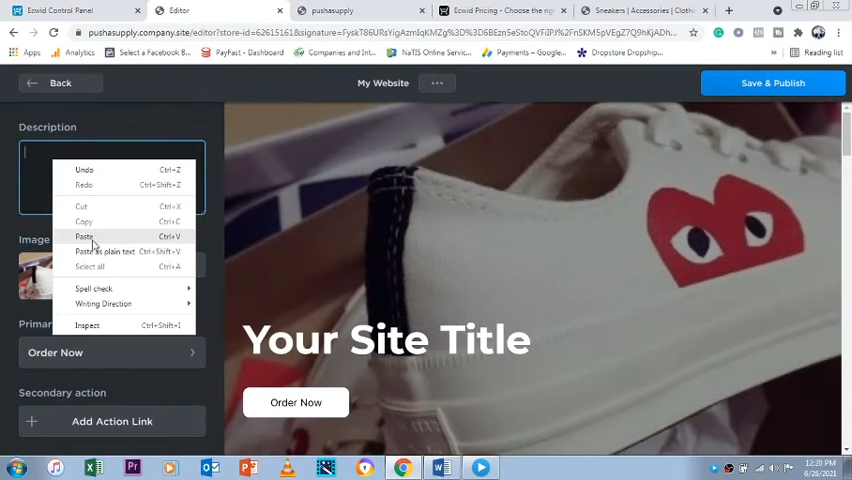 Ecwid Control Panel
Editor
pushasupply
Ecwid Pricing - Choose the rig
Sneakers | Accessories | Clothi
pushasupply.company.site/editor?store-id=62615161&signature=
Apps
Analytics
Select a Facebook B...
PayFast - Dashboard
Companies and Int...
NaTIS Online
Payments – Google...
Dropstore Dropship...
Reading list
Back
My Website
Save & Publish
Description
Undo Ctrl+Z
Redo Ctrl+Shift+Z
Cut Ctrl+X
Copy Ctrl+C
Paste Ctrl+V
Paste as plain text Ctrl+Shift+V
Select all Ctrl+A
Spell check
Writing Direction
Inspect Ctrl+Shift+I
Image
Primar
Order Now
Secondary action
Add Action Link
Your Site Title
Order Now
12:20 PM
6/26/2021